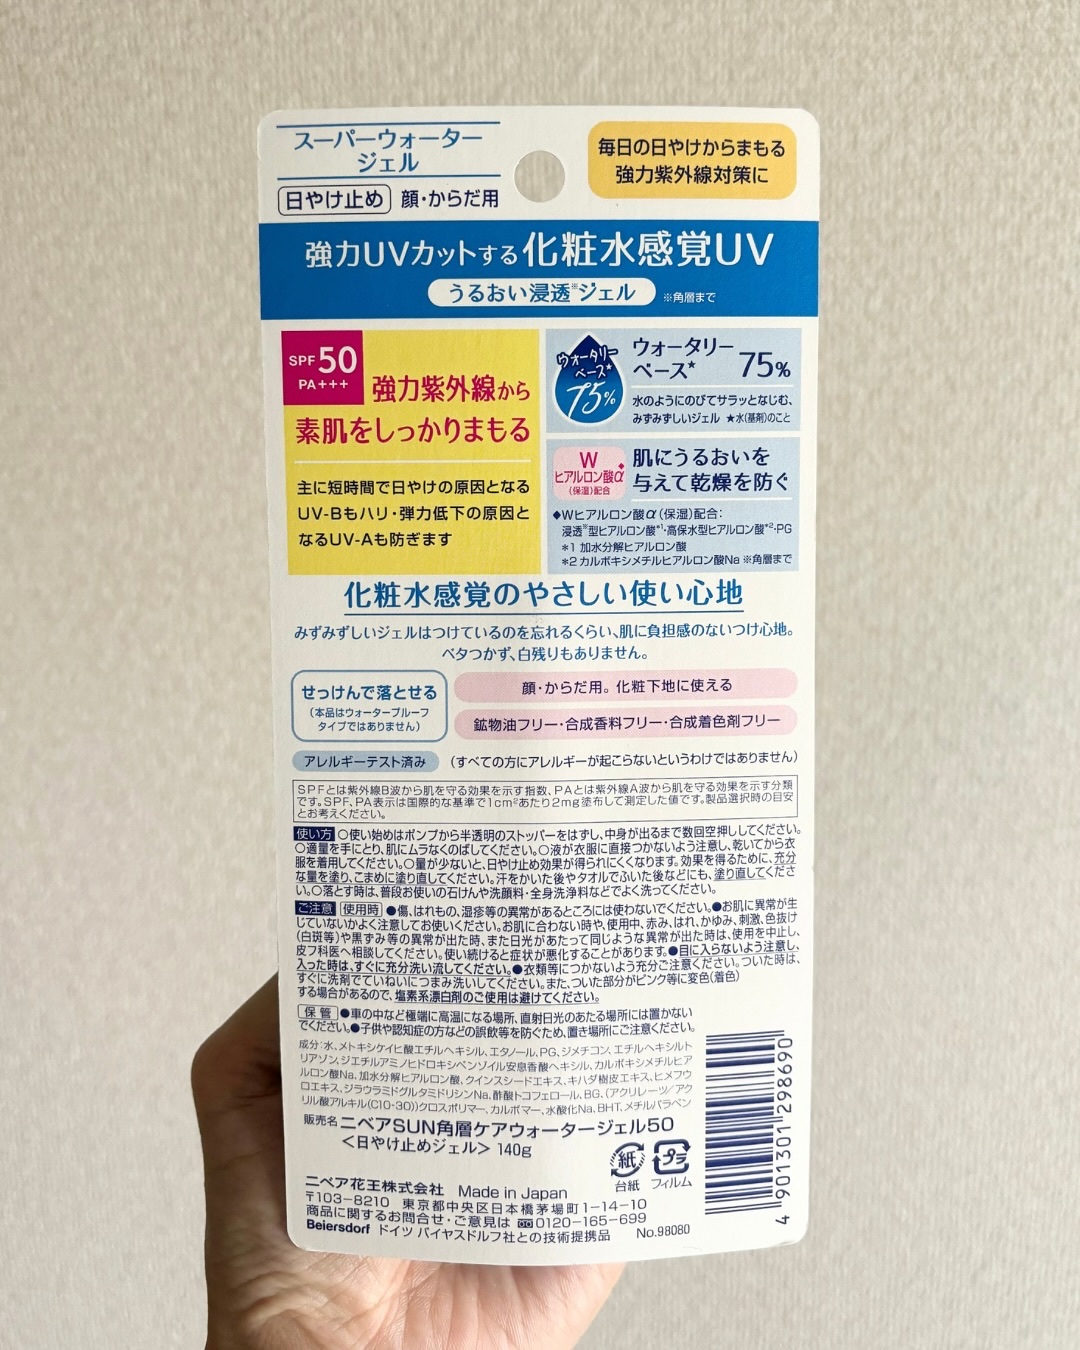 スーパーウォーター
ジェル
日やけ止め 顔・からだ用
毎日の日やけからまもる
強力紫外線対策に
強力UVカットする化粧水感覚UV
うるおい浸透※ジェル ※角層まで
SPF50
PA+++
強力紫外線から
素肌をしっかりまもる
主に短時間で日やけの原因となる
UV-Bもハリ・弾力低下の原因と
なるUV-Aも防ぎます
ウォータリー
ベース★
75%
ウォータリー
ベース★ 75%
水のようにのびてサラッとなじむ、
みずみずしいジェル ★水(基剤)のこと
W
ヒアルロン酸α◆
(保湿)配合
肌にうるおいを
与えて乾燥を防ぐ
◆Wヒアルロン酸α(保湿)配合：
浸透※型ヒアルロン酸*1・高保水型ヒアルロン酸*2・PG
*1 加水分解ヒアルロン酸
*2 カルボキシメチルヒアルロン酸Na ※角層まで
化粧水感覚のやさしい使い心地
みずみずしいジェルはつけているのを忘れるくらい、肌に負担感のないつけ心地。
ベタつかず、白残りもありません。
せっけんで落とせる
(本品はウォータープルーフ
タイプではありません)
顔・からだ用。化粧下地に使える
鉱物油フリー・合成香料フリー・合成着色剤フリー
アレルギーテスト済み (すべての方にアレルギーが起こらないというわけではありません)
SPFとは紫外線B波から肌を守る効果を示す指数、PAとは紫外線A波から肌を守る効果を示す分類
です。SPF、PA表示は国際的な基準で1cm²あたり2mg塗布して測定した値です。製品選択時の目安
とお考えください。
使い方 ○使い始めはポンプから半透明のストッパーをはずし、中身が出るまで数回空押ししてください。
○適量を手にとり、肌にムラなくのばしてください。○液が衣服に直接つかないよう注意し、乾いてから衣
服を着用してください。○量が少ないと、日やけ止め効果が得られにくくなります。効果を得るために、充分
な量を塗り、こまめに塗り直してください。汗をかいた後やタオルでふいた後などにも、塗り直してくださ
い。○落とす時は、普段お使いの石けんや洗顔料・全身洗浄料などでよく洗ってください。
ご注意 使用時 ●傷、はれもの、湿疹等の異常があるところには使わないでください。●お肌に異常が生
じていないかよく注意してお使いください。お肌に合わない時や、使用中、赤み、はれ、かゆみ、刺激、色抜け
(白斑等)や黒ずみ等の異常が出た時、また日光があたって同じような異常が出た時は、使用を中止し、
皮フ科医へ相談してください。使い続けると症状が悪化することがあります。●目に入らないよう注意し、
入った時は、すぐに充分洗い流してください。●衣類等につかないよう充分ご注意ください。ついた時は、
すぐに洗剤でていねいにつまみ洗いしてください。また、ついた部分がピンク等に変色(着色)
する場合があるので、塩素系漂白剤のご使用は避けてください。
保管 ●車の中など極端に高温になる場所、直射日光のあたる場所には置かない
でください。●子供や認知症の方などの誤飲等を防ぐため、置き場所にご注意ください。
成分：水、メトキシケイヒ酸エチルヘキシル、エタノール、PG、ジメチコン、エチルヘキシルト
リアゾン、ジエチルアミノヒドロキシベンゾイル安息香酸ヘキシル、カルボキシメチルヒア
ルロン酸Na、加水分解ヒアルロン酸、クインスシードエキス、キハダ樹皮エキス、ヒメフウ
ロエキス、ジラウラミドグルタミドリシンNa、酢酸トコフェロール、BG、(アクリレーツ/アク
リル酸アルキル(C10-30))クロスポリマー、カルボマー、水酸化Na、BHT、メチルパラベン
販売名 ニベアSUN角層ケアウォータージェル50
＜日やけ止めジェル＞ 140g
紙
台紙
プラ
フィルム
ニベア花王株式会社 Made in Japan
〒103-8210 東京都中央区日本橋茅場町1-14-10
商品に関するお問合せ・ご意見は 0120-165-699
Beiersdorf ドイツ バイヤスドルフ社との技術提携品 No.98080
4 901301 298690